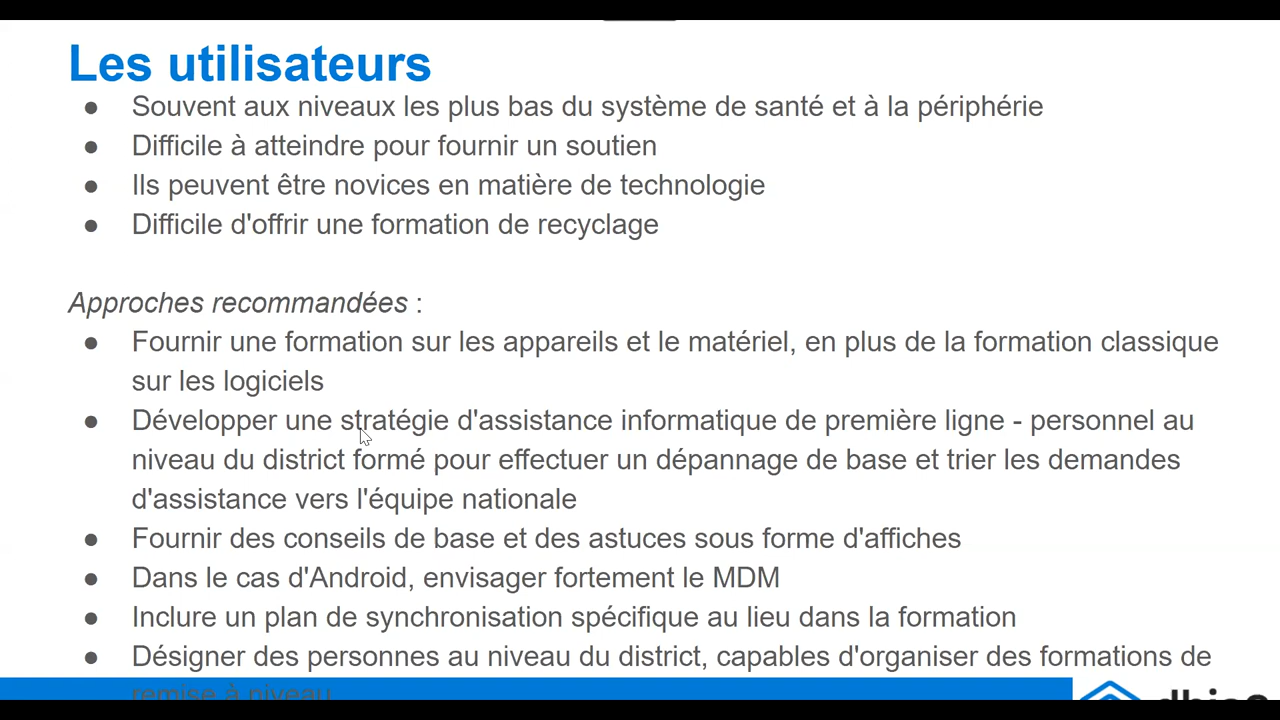 Les utilisateurs
● Souvent aux niveaux les plus bas du système de santé et à la périphérie
● Difficile à atteindre pour fournir un soutien
● Ils peuvent être novices en matière de technologie
● Difficile d'offrir une formation de recyclage
Approches recommandées :
● Fournir une formation sur les appareils et le matériel, en plus de la formation classique
sur les logiciels
● Développer une stratégie d'assistance informatique de première ligne - personnel au
niveau du district formé pour effectuer un dépannage de base et trier les demandes
d'assistance vers l'équipe nationale
● Fournir des conseils de base et des astuces sous forme d'affiches
● Dans le cas d'Android, envisager fortement le MDM
● Inclure un plan de synchronisation spécifique au lieu dans la formation
● Désigner des personnes au niveau du district, capables d'organiser des formations de
remise à niveau